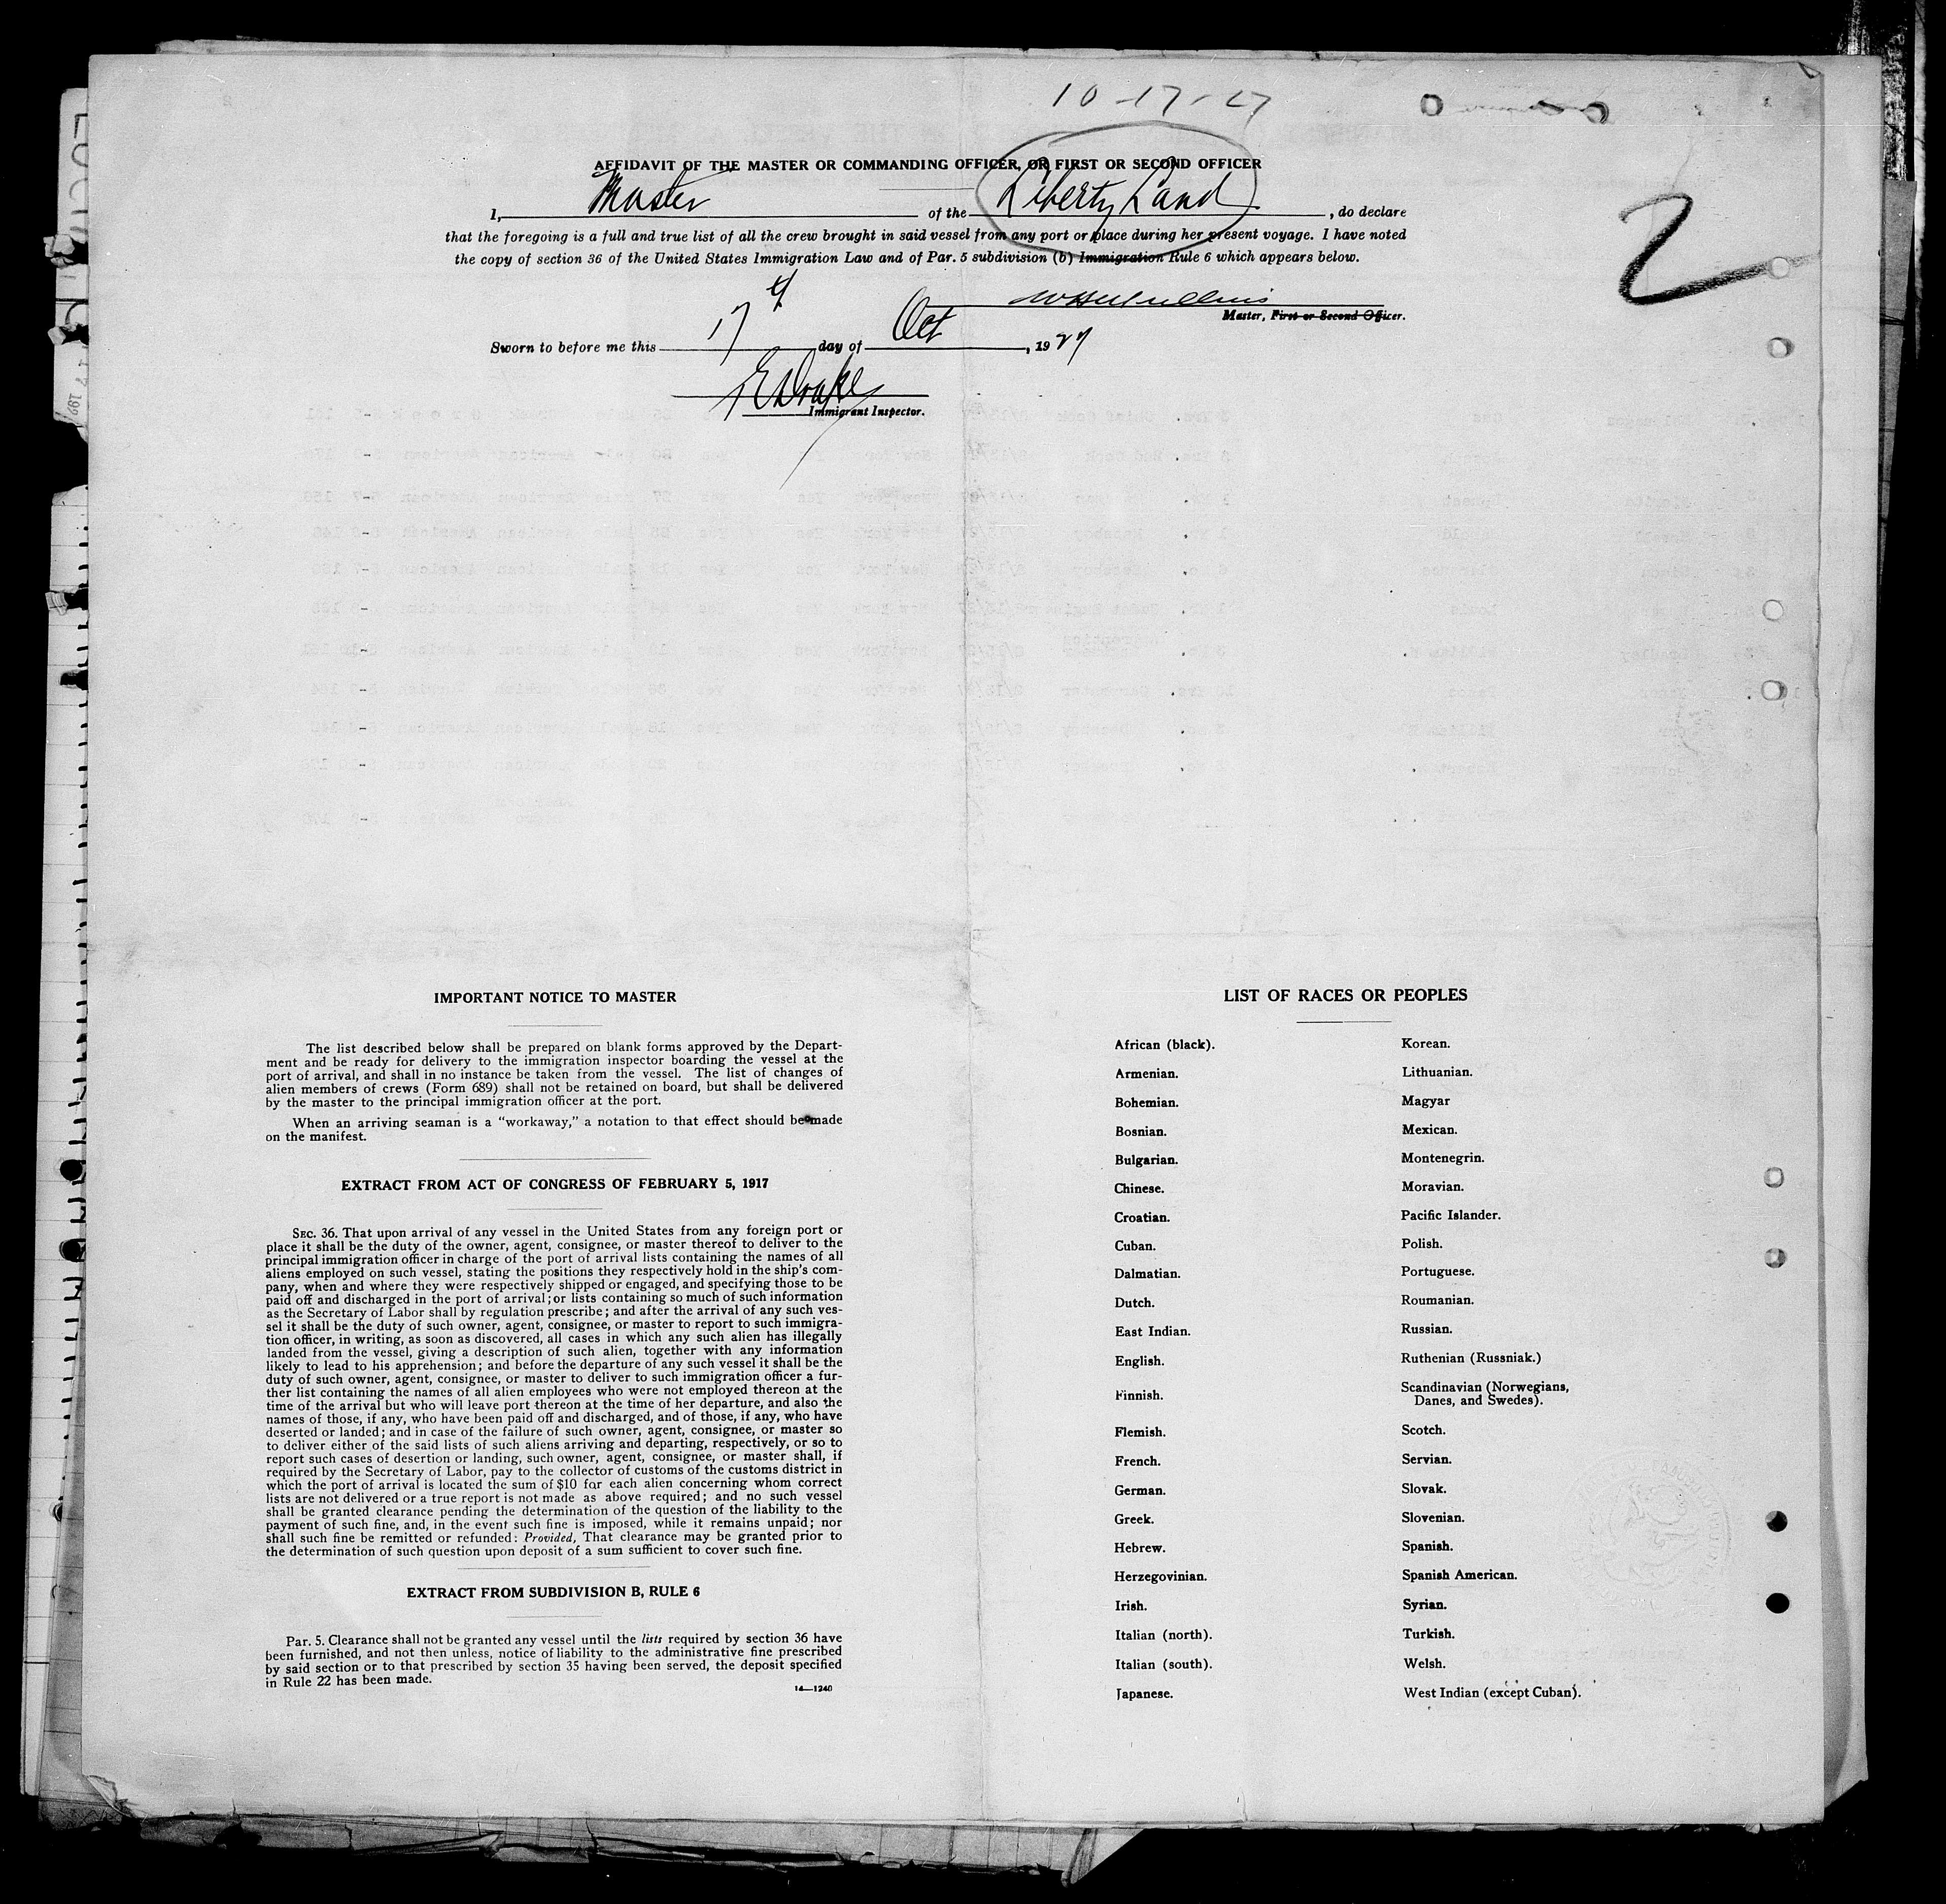 10-17-27
AFFIDAVIT OF THE MASTER OR COMMANDING OFFICER, OR FIRST OR SECOND OFFICER
I, Master of the Liberty Land, do declare
that the foregoing is a full and true list of all the crew brought in said vessel from any port or place during her present voyage. I have noted
the copy of section 36 of the United States Immigration Law and of Par. 5 subdivision (b) Immigration Rule 6 which appears below.
2
Master, First or Second Officer.
Sworn to before me this 17th day of Oct, 1927
Drake
Immigrant Inspector.
IMPORTANT NOTICE TO MASTER
The list described below shall be prepared on blank forms approved by the Depart-
ment and be ready for delivery to the immigration inspector boarding the vessel at the
port of arrival, and shall in no instance be taken from the vessel. The list of changes of
alien members of crews (Form 689) shall not be retained on board, but shall be delivered
by the master to the principal immigration officer at the port.
When an arriving seaman is a "workaway," a notation to that effect should be made
on the manifest.
EXTRACT FROM ACT OF CONGRESS OF FEBRUARY 5, 1917
SEC. 36. That upon arrival of any vessel in the United States from any foreign port or
place it shall be the duty of the owner, agent, consignee, or master thereof to deliver to the
principal immigration officer in charge of the port of arrival lists containing the names of all
aliens employed on such vessel, stating the positions they respectively hold in the ship's com-
pany, when and where they were respectively shipped or engaged, and specifying those to be
paid off and discharged in the port of arrival; or lists containing so much of such information
as the Secretary of Labor shall by regulation prescribe; and after the arrival of any such ves-
sel it shall be the duty of such owner, agent, consignee, or master to report to such immigra-
tion officer, in writing, as soon as discovered, all cases in which any such alien has illegally
landed from the vessel, giving a description of such alien, together with any information
likely to lead to his apprehension; and before the departure of any such vessel it shall be the
duty of such owner, agent, consignee, or master to deliver to such immigration officer a fur-
ther list containing the names of all alien employees who were not employed thereon at the
time of the arrival but who will leave port thereon at the time of her departure, and also the
names of those, if any, who have been paid off and discharged, and of those, if any, who have
deserted or landed; and in case of the failure of such owner, agent, consignee, or master so
to deliver either of the said lists of such aliens arriving and departing, respectively, or so to
report such cases of desertion or landing, such owner, agent, consignee, or master shall, if
required by the Secretary of Labor, pay to the collector of customs of the customs district in
which the port of arrival is located the sum of $10 for each alien concerning whom correct
lists are not delivered or a true report is not made as above required; and no such vessel
shall be granted clearance pending the determination of the question of the liability to the
payment of such fine, and, in the event such fine is imposed, while it remains unpaid; nor
shall such fine be remitted or refunded: Provided, That clearance may be granted prior to
the determination of such question upon deposit of a sum sufficient to cover such fine.
EXTRACT FROM SUBDIVISION B, RULE 6
Par. 5. Clearance shall not be granted any vessel until the lists required by section 36 have
been furnished, and not then unless, notice of liability to the administrative fine prescribed
by said section or to that prescribed by section 35 having been served, the deposit specified
in Rule 22 has been made.
14—1240
LIST OF RACES OR PEOPLES
African (black).
Armenian.
Bohemian.
Bosnian.
Bulgarian.
Chinese.
Croatian.
Cuban.
Dalmatian.
Dutch.
East Indian.
English.
Finnish.
Flemish.
French.
German.
Greek.
Hebrew.
Herzegovinian.
Irish.
Italian (north).
Italian (south).
Japanese.
Korean.
Lithuanian.
Magyar
Mexican.
Montenegrin.
Moravian.
Pacific Islander.
Polish.
Portuguese.
Roumanian.
Russian.
Ruthenian (Russniak.)
Scandinavian (Norwegians,
Danes, and Swedes).
Scotch.
Servian.
Slovak.
Slovenian.
Spanish.
Spanish American.
Syrian.
Turkish.
Welsh.
West Indian (except Cuban).